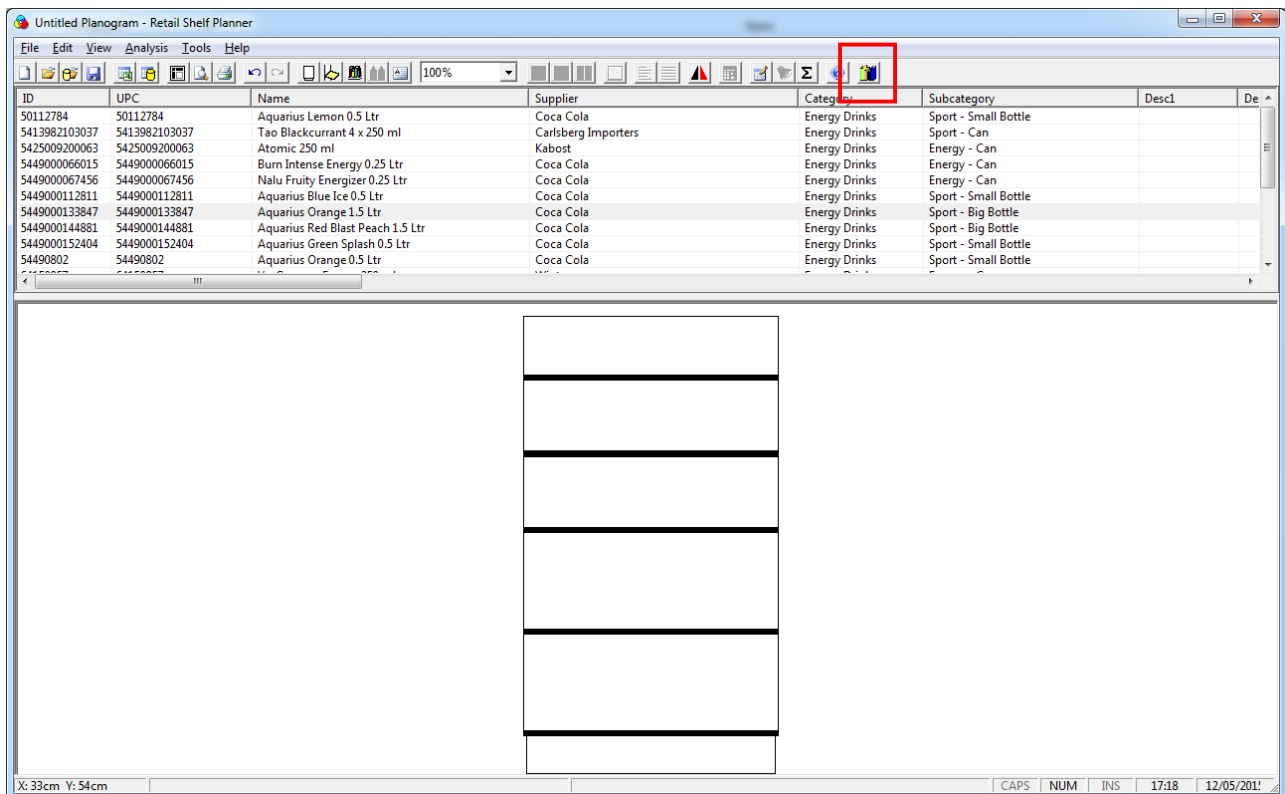 Untitled Planogram - Retail Shelf Planner
File Edit View Analysis Tools Help
100%
ID UPC Name Supplier Category Subcategory Desc1 De
50112784 50112784 Aquarius Lemon 0.5 Ltr Coca Cola Energy Drinks Sport - Small Bottle
5413982103037 5413982103037 Tao Blackcurrant 4 x 250 ml Carlsberg Importers Energy Drinks Sport - Can
5425009200063 5425009200063 Atomic 250 ml Kabost Energy Drinks Energy - Can
5449000066015 5449000066015 Burn Intense Energy 0.25 Ltr Coca Cola Energy Drinks Energy - Can
5449000067456 5449000067456 Nalu Fruity Energizer 0.25 Ltr Coca Cola Energy Drinks Energy - Can
5449000112811 5449000112811 Aquarius Blue Ice 0.5 Ltr Coca Cola Energy Drinks Sport - Small Bottle
5449000133847 5449000133847 Aquarius Orange 1.5 Ltr Coca Cola Energy Drinks Sport - Big Bottle
5449000144881 5449000144881 Aquarius Red Blast Peach 1.5 Ltr Coca Cola Energy Drinks Sport - Big Bottle
5449000152404 5449000152404 Aquarius Green Splash 0.5 Ltr Coca Cola Energy Drinks Sport - Small Bottle
54490802 54490802 Aquarius Orange 0.5 Ltr Coca Cola Energy Drinks Sport - Small Bottle
X: 33cm Y: 54cm CAPS NUM INS 17:18 12/05/201